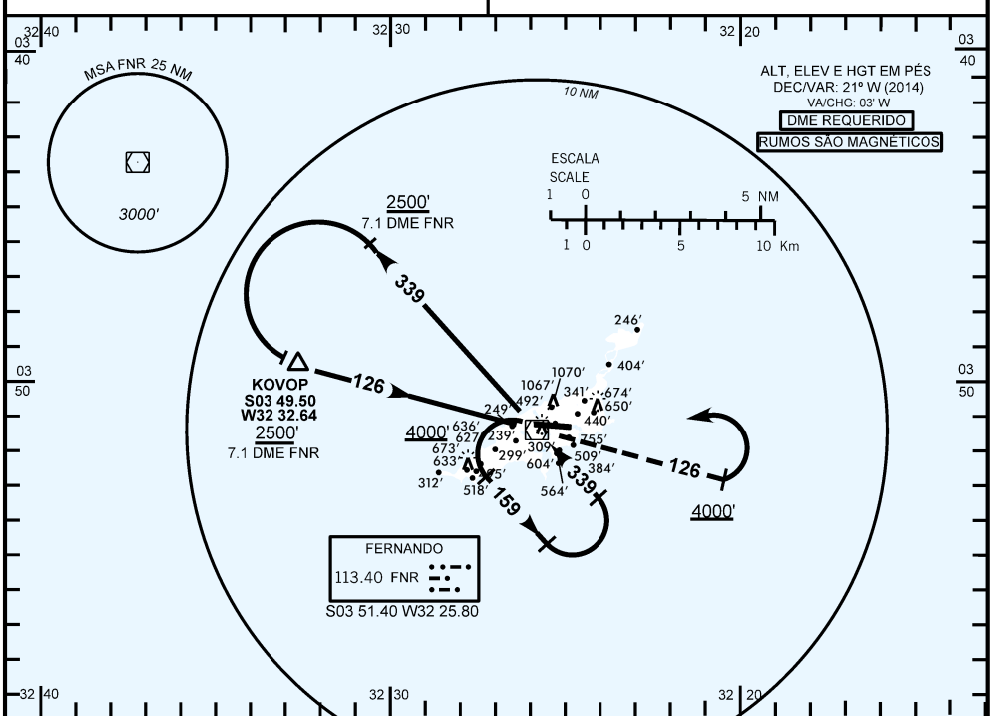 32 40
32 30
32 20
03
40
03
40
MSA FNR 25 NM
3000'
10 NM
ALT, ELEV E HGT EM PÉS
DEC/VAR: 21º W (2014)
VA/CHG: 03' W
DME REQUERIDO
RUMOS SÃO MAGNÉTICOS
ESCALA
SCALE
1 0 5 NM
1 0 5 10 Km
2500'
7.1 DME FNR
339
246'
404'
1070'
1067'
341'
674'
492'
650'
249'
440'
03
50
03
50
KOVOP
S03 49.50
W32 32.64
2500'
7.1 DME FNR
126
4000'
636'
627'
239'
309'
755'
673'
299'
509'
633'
604'
384'
312'
518'
564'
339
159
126
4000'
FERNANDO
113.40 FNR
S03 51.40 W32 25.80
32 40
32 30
32 20